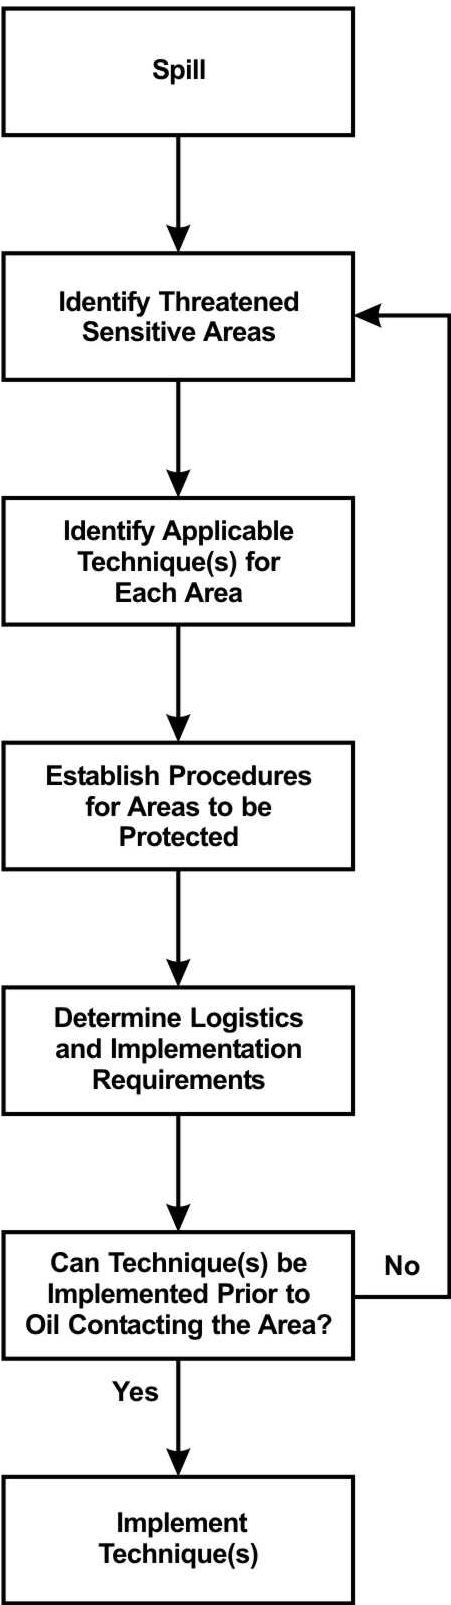 Spill
Identify Threatened
Sensitive Areas
Identify Applicable
Technique(s) for
Each Area
Establish Procedures
for Areas to be
Protected
Determine Logistics
and Implementation
Requirements
Can Technique(s) be
Implemented Prior to
Oil Contacting the Area?
No
Yes
Implement
Technique(s)